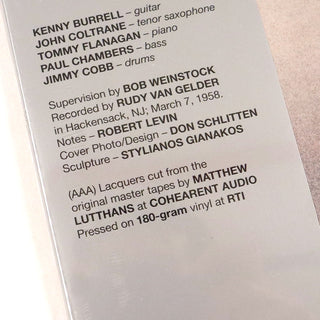 KENNY BURRELL – guitar
JOHN COLTRANE – tenor saxophone
TOMMY FLANAGAN – piano
PAUL CHAMBERS – bass
JIMMY COBB – drums
Supervision by BOB WEINSTOCK
Recorded by RUDY VAN GELDER
in Hackensack, NJ; March 7, 1958.
Notes – ROBERT LEVIN
Cover Photo/Design – DON SCHLITTEN
Sculpture – STYLIANOS GIANAKOS
(AAA) Lacquers cut from the
original master tapes by MATTHEW
LUTTHANS at COHEARENT AUDIO
Pressed on 180-gram vinyl at RTI